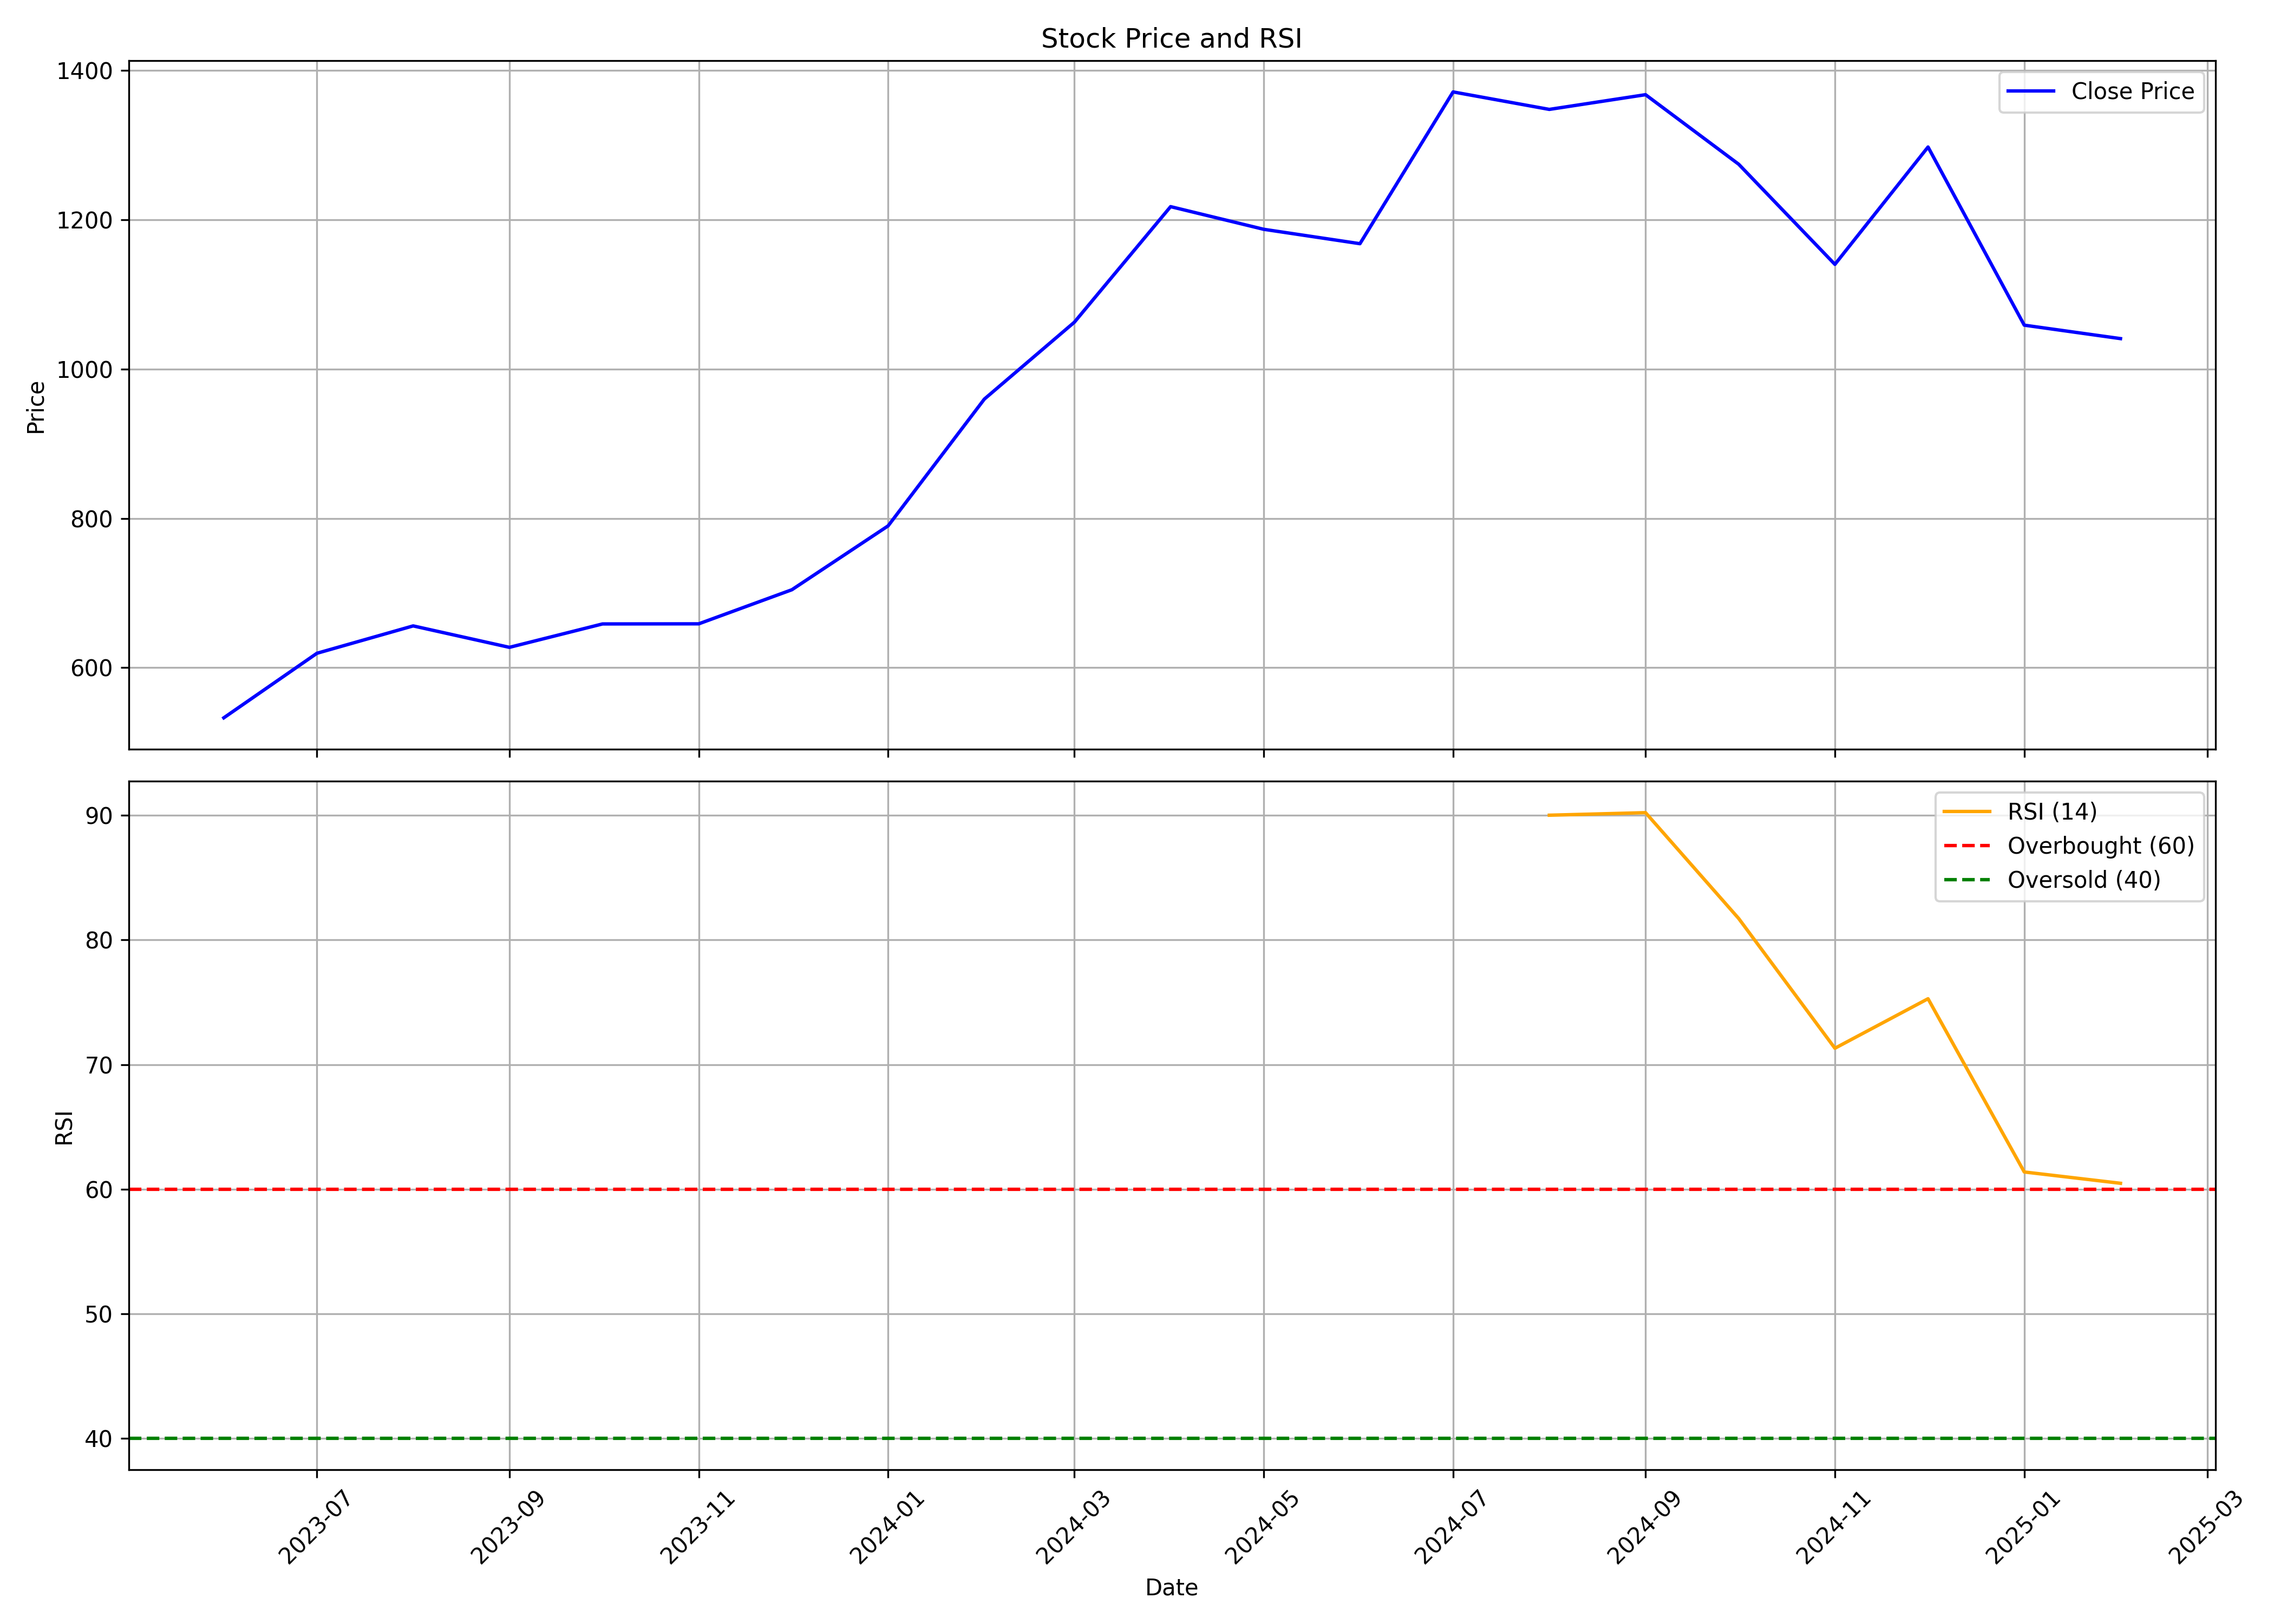 Stock Price and RSI
1400
1200
1000
800
600
Price
Close Price
90
80
70
60
50
40
RSI
RSI (14)
Overbought (60)
Oversold (40)
2023-07
2023-09
2023-11
2024-01
2024-03
2024-05
2024-07
2024-09
2024-11
2025-01
2025-03
Date